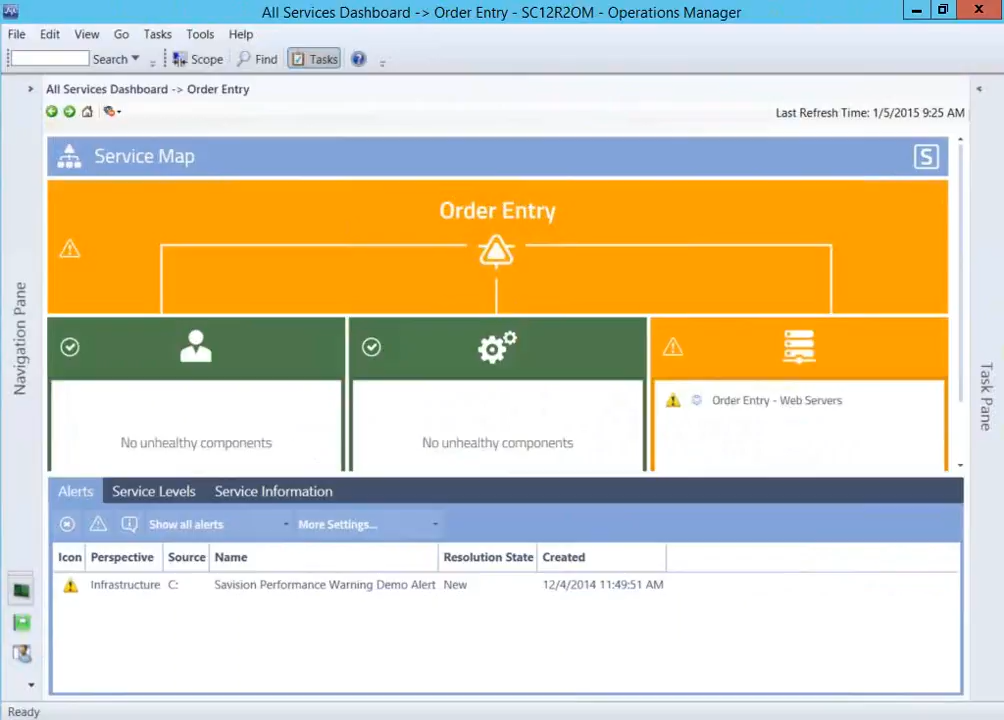 All Services Dashboard -> Order Entry - SC12R2OM - Operations Manager
File Edit View Go Tasks Tools Help
Search Scope Find Tasks
All Services Dashboard -> Order Entry
Last Refresh Time: 1/5/2015 9:25 AM
Service Map
S
Order Entry
Navigation Pane
Task Pane
Order Entry - Web Servers
No unhealthy components
No unhealthy components
Alerts Service Levels Service Information
Show all alerts More Settings...
Icon Perspective Source Name Resolution State Created
Infrastructure C: Savision Performance Warning Demo Alert New 12/4/2014 11:49:51 AM
Ready